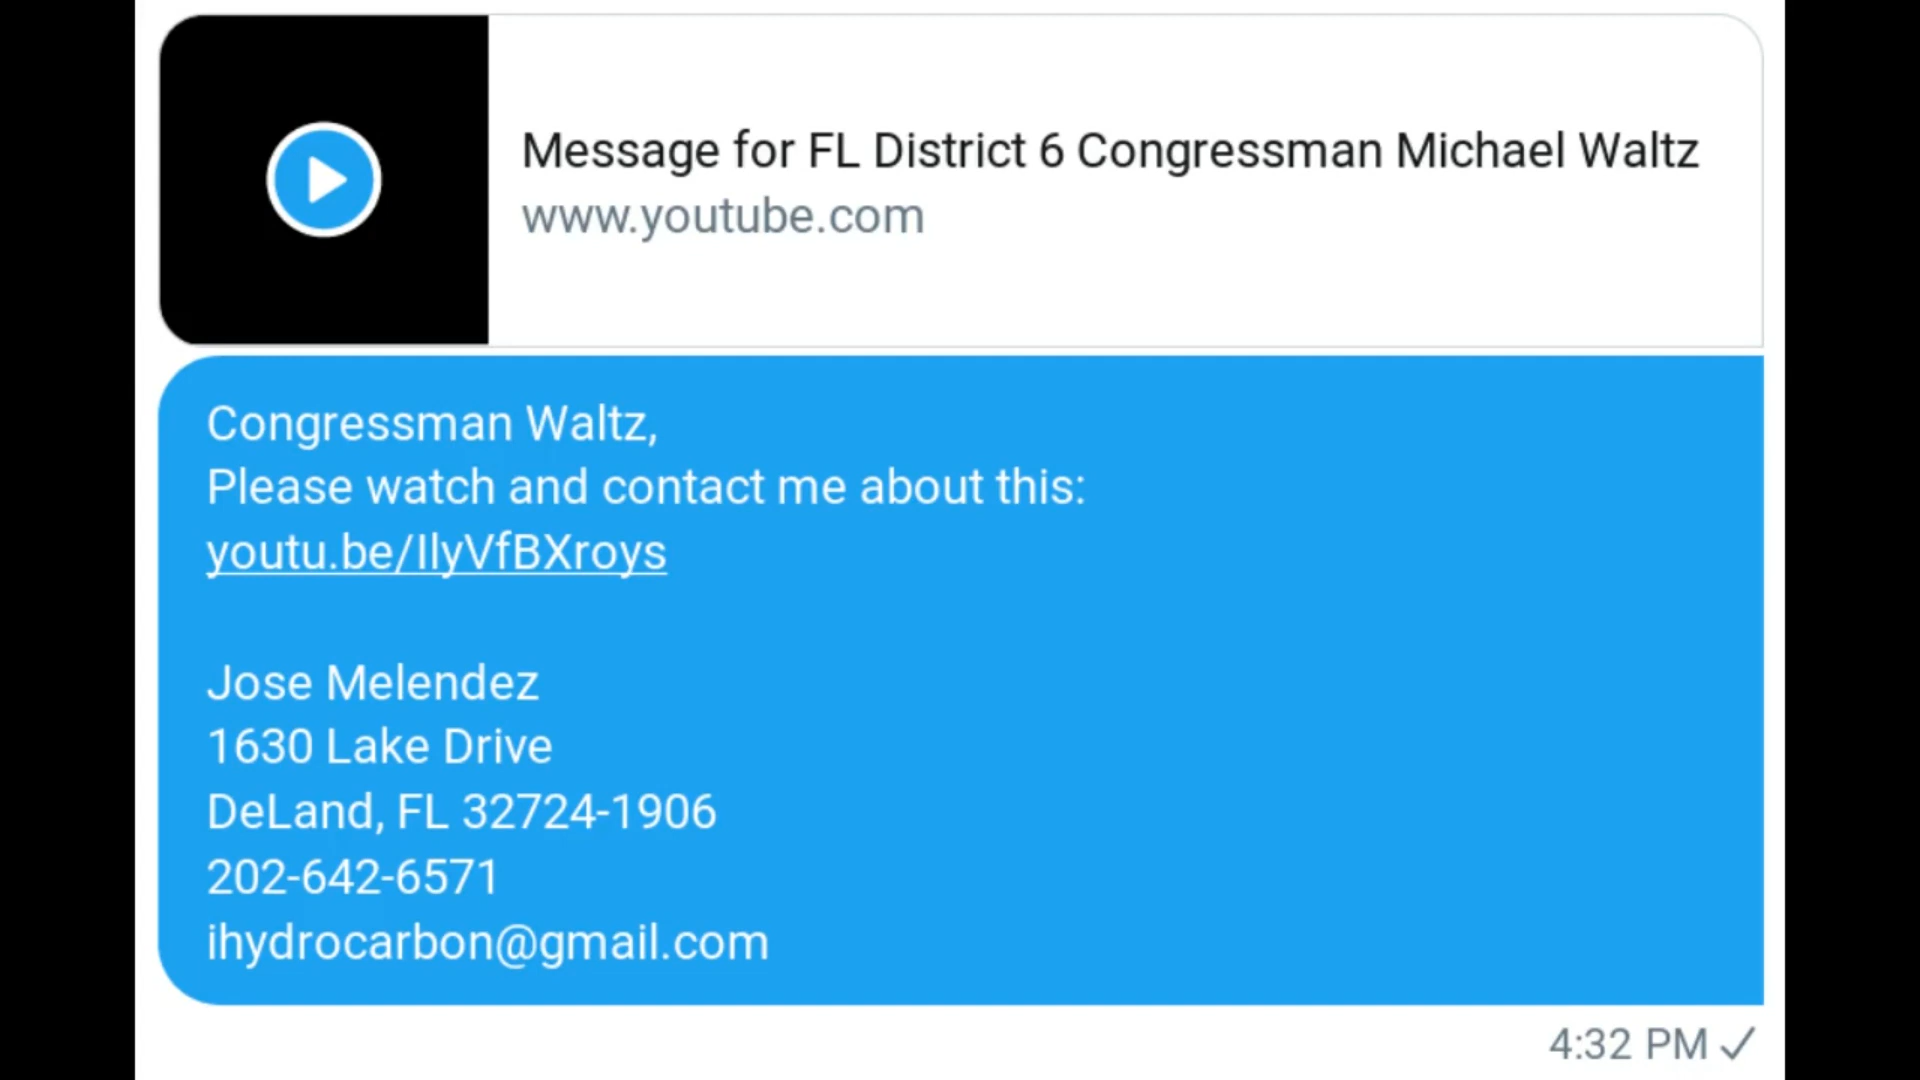 Message for FL District 6 Congressman Michael Waltz
www.youtube.com
Congressman Waltz,
Please watch and contact me about this:
youtu.be/IlyVfBXroys
Jose Melendez
1630 Lake Drive
DeLand, FL 32724-1906
202-642-6571
ihydrocarbon@gmail.com
4:32 PM